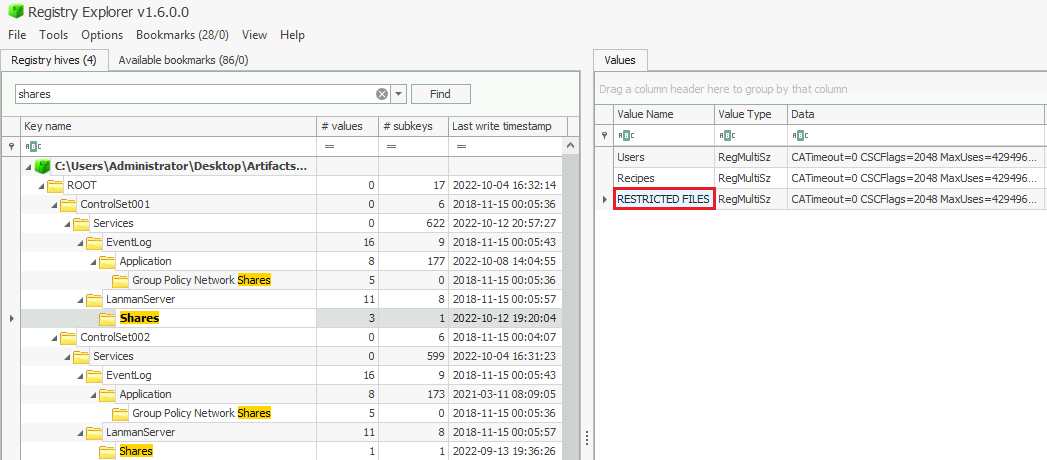 Registry Explorer v1.6.0.0
File Tools Options Bookmarks (28/0) View Help
Registry hives (4) Available bookmarks (86/0)
shares Find
Key name # values # subkeys Last write timestamp
ABC = = =
C:\Users\Administrator\Desktop\Artifacts...
ROOT 0 17 2022-10-04 16:32:14
ControlSet001 0 6 2018-11-15 00:05:36
Services 0 622 2022-10-12 20:57:27
EventLog 16 9 2018-11-15 00:05:43
Application 8 177 2022-10-08 14:04:55
Group Policy Network Shares 5 0 2018-11-15 00:05:36
LanmanServer 11 8 2018-11-15 00:05:57
Shares 3 1 2022-10-12 19:20:04
ControlSet002 0 6 2018-11-15 00:04:07
Services 0 599 2022-10-04 16:31:23
EventLog 16 9 2018-11-15 00:05:43
Application 8 173 2021-03-11 08:09:05
Group Policy Network Shares 5 0 2018-11-15 00:05:36
LanmanServer 11 8 2018-11-15 00:05:57
Shares 1 1 2022-09-13 19:36:26
Values
Drag a column header here to group by that column
Value Name Value Type Data
ABC ABC ABC
Users RegMultiSz CATimeout=0 CSCFlags=2048 MaxUses=429496...
Recipes RegMultiSz CATimeout=0 CSCFlags=2048 MaxUses=429496...
RESTRICTED FILES RegMultiSz CATimeout=0 CSCFlags=2048 MaxUses=429496...